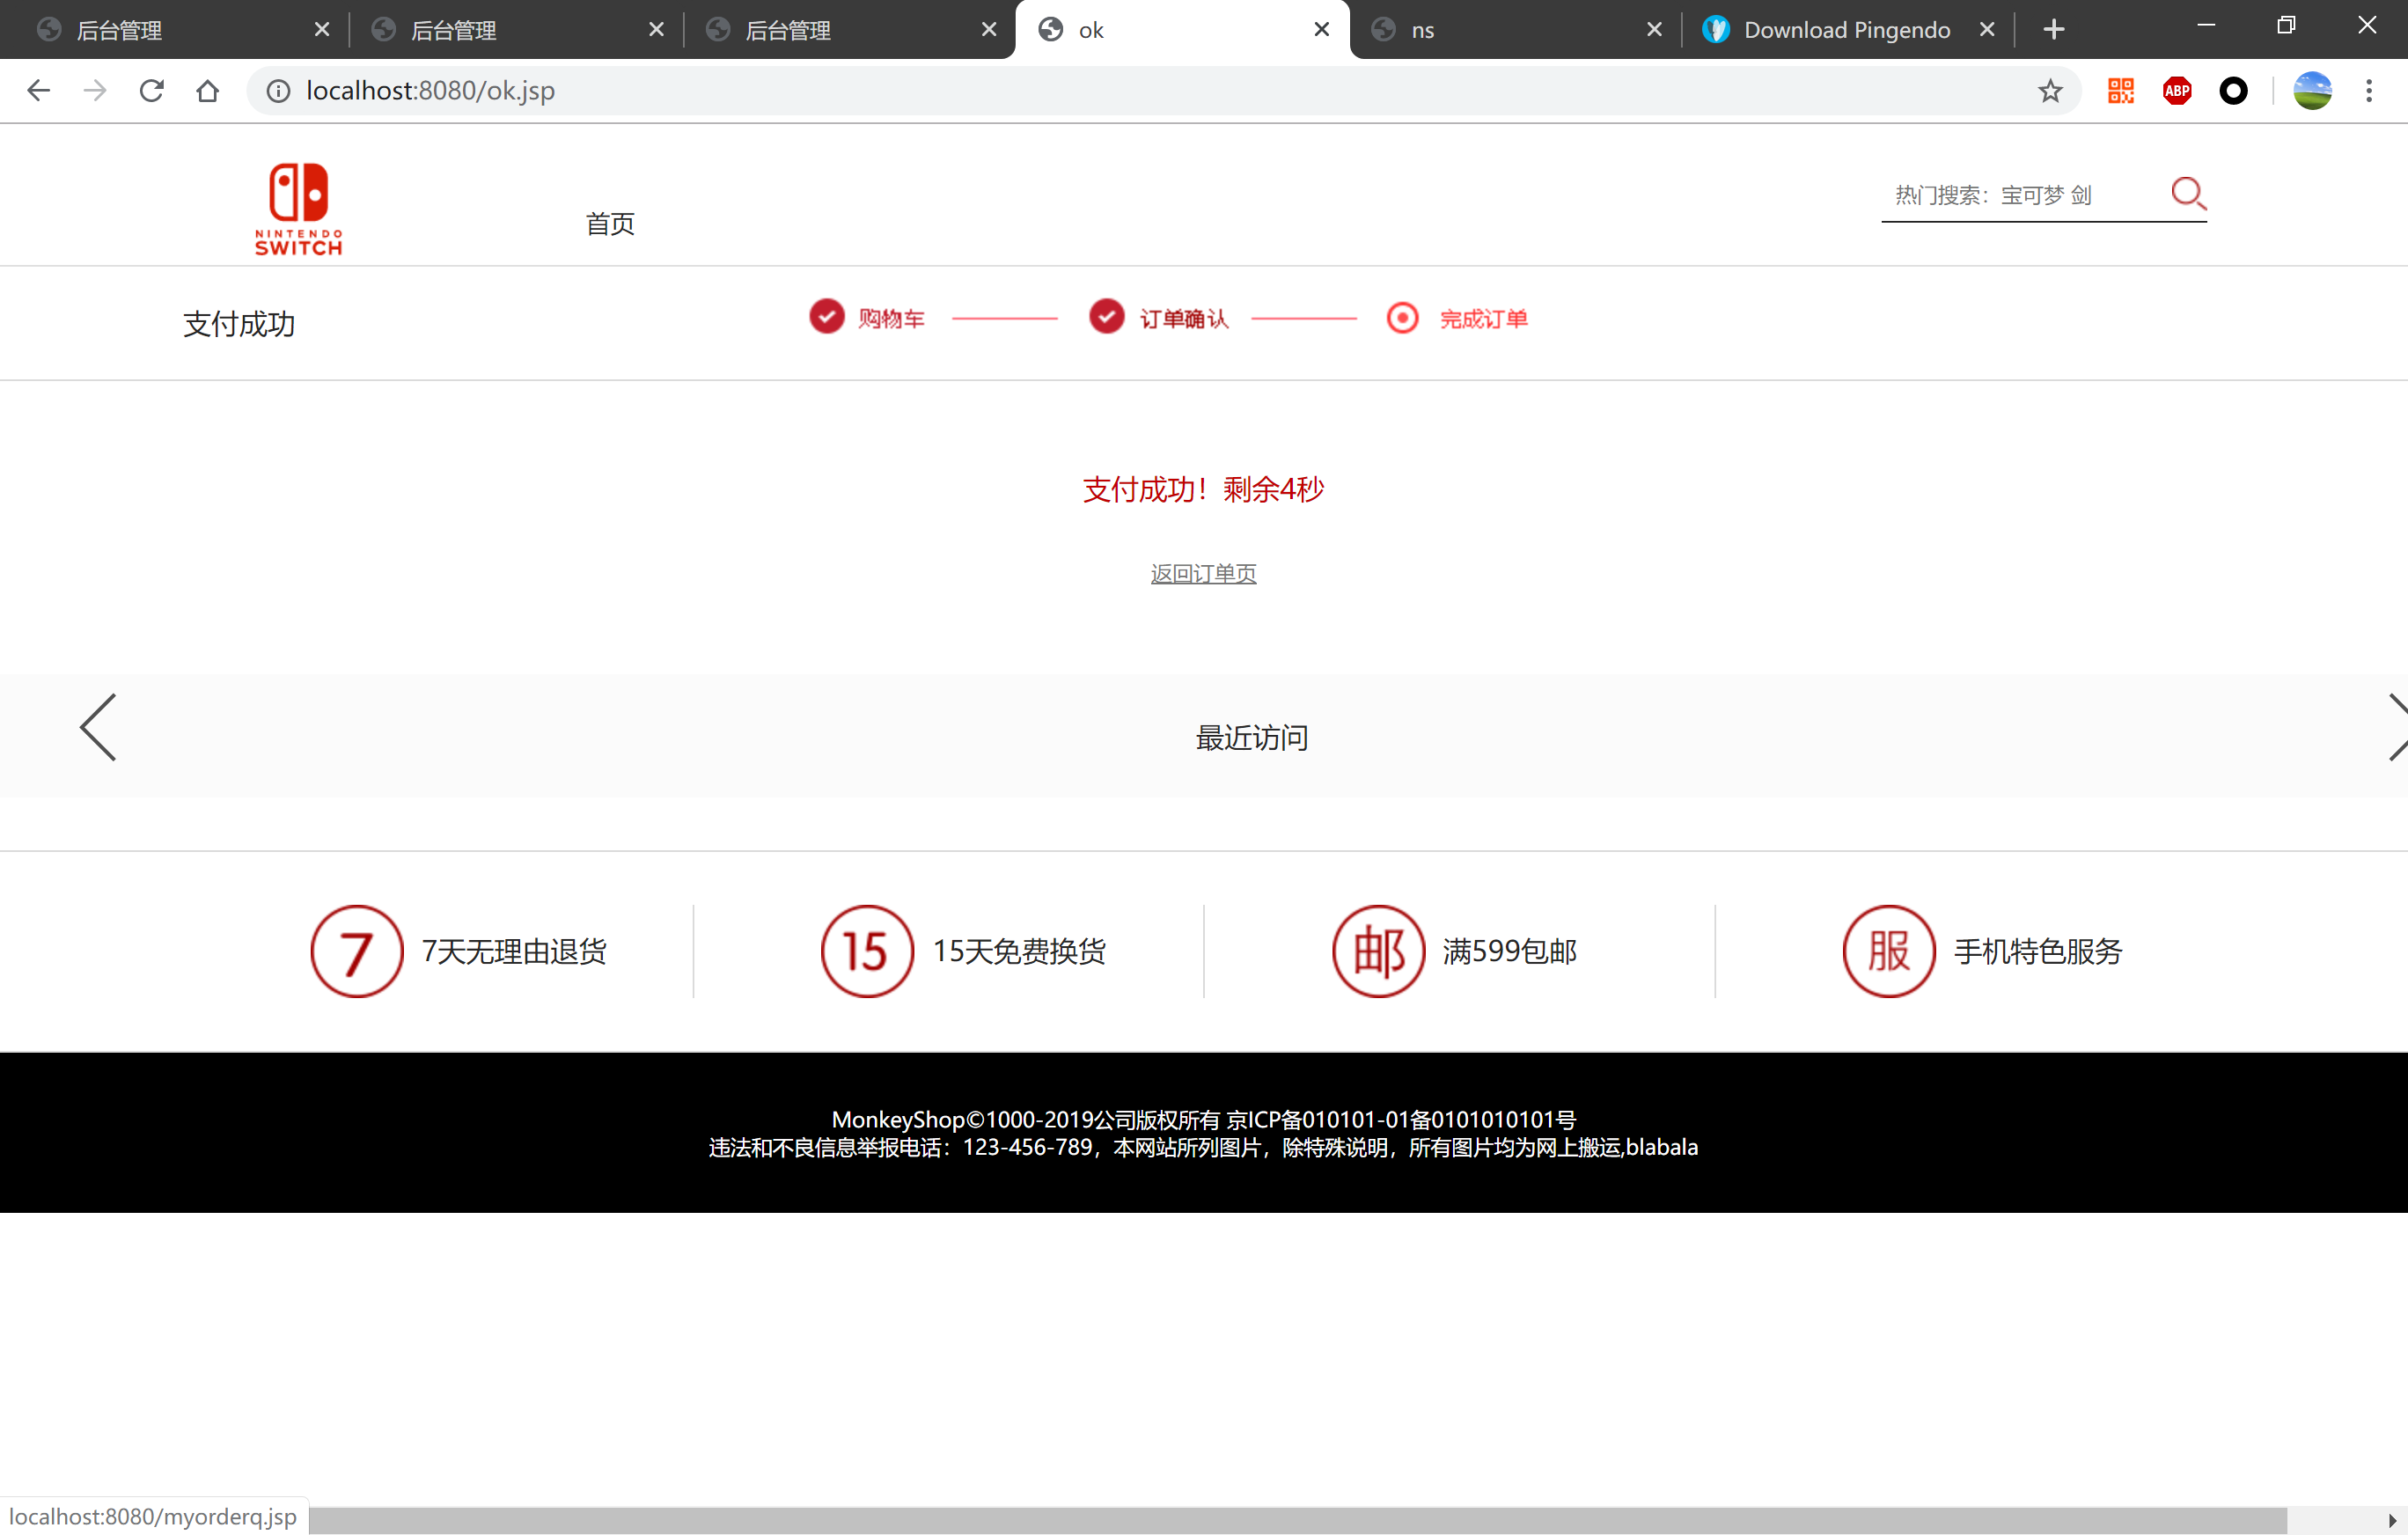 后台管理
后台管理
后台管理
ok
ns
Download Pingendo
localhost:8080/ok.jsp
ABP
NINTENDO
SWITCH
首页
热门搜索：宝可梦 剑
支付成功
购物车
订单确认
完成订单
支付成功！剩余4秒
返回订单页
最近访问
7 7天无理由退货
15 15天免费换货
邮 满599包邮
服 手机特色服务
MonkeyShop©1000-2019公司版权所有 京ICP备010101-01备0101010101号
违法和不良信息举报电话：123-456-789，本网站所列图片，除特殊说明，所有图片均为网上搬运,blabala
localhost:8080/myorderq.jsp